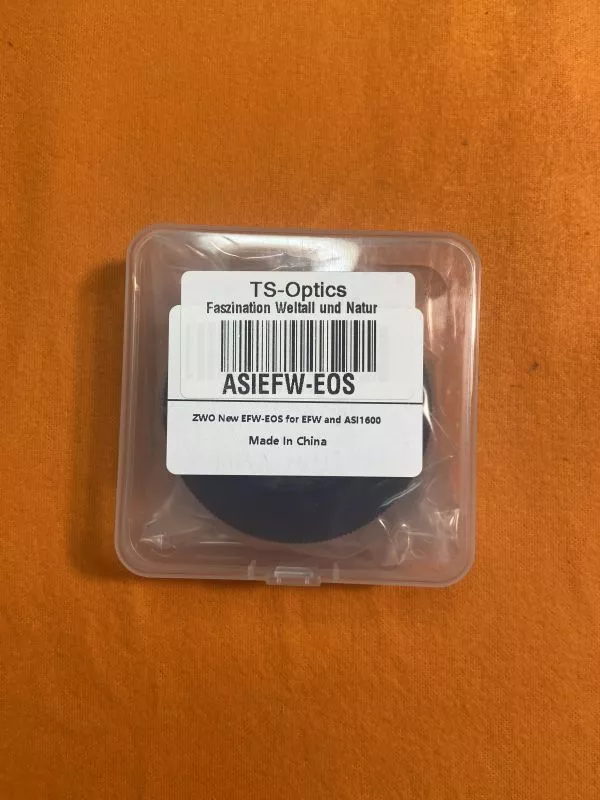 TS-Optics
Faszination Weltall und Natur
ASIEFW-EOS
ZWO New EFW-EOS for EFW and ASI1600
Made In China